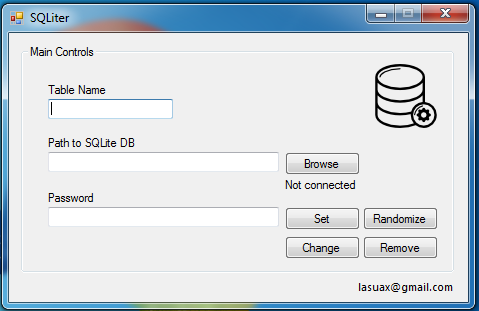 SQLiter
Main Controls
Table Name
Path to SQLite DB
Browse
Not connected
Password
Set Randomize
Change Remove
lasuax@gmail.com